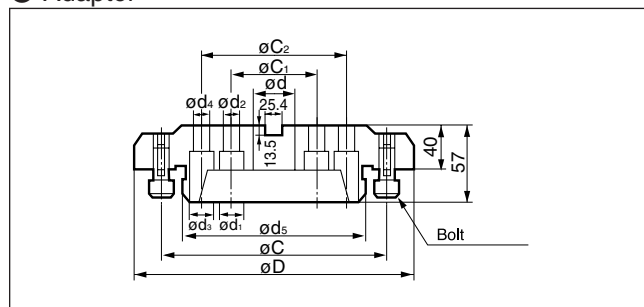 Adapter
øC₂
øC₁
ød
ød₄ ød₂ 25.4
13.5
40
57
ød₃ ød₁ ød₅
øC
øD
Bolt